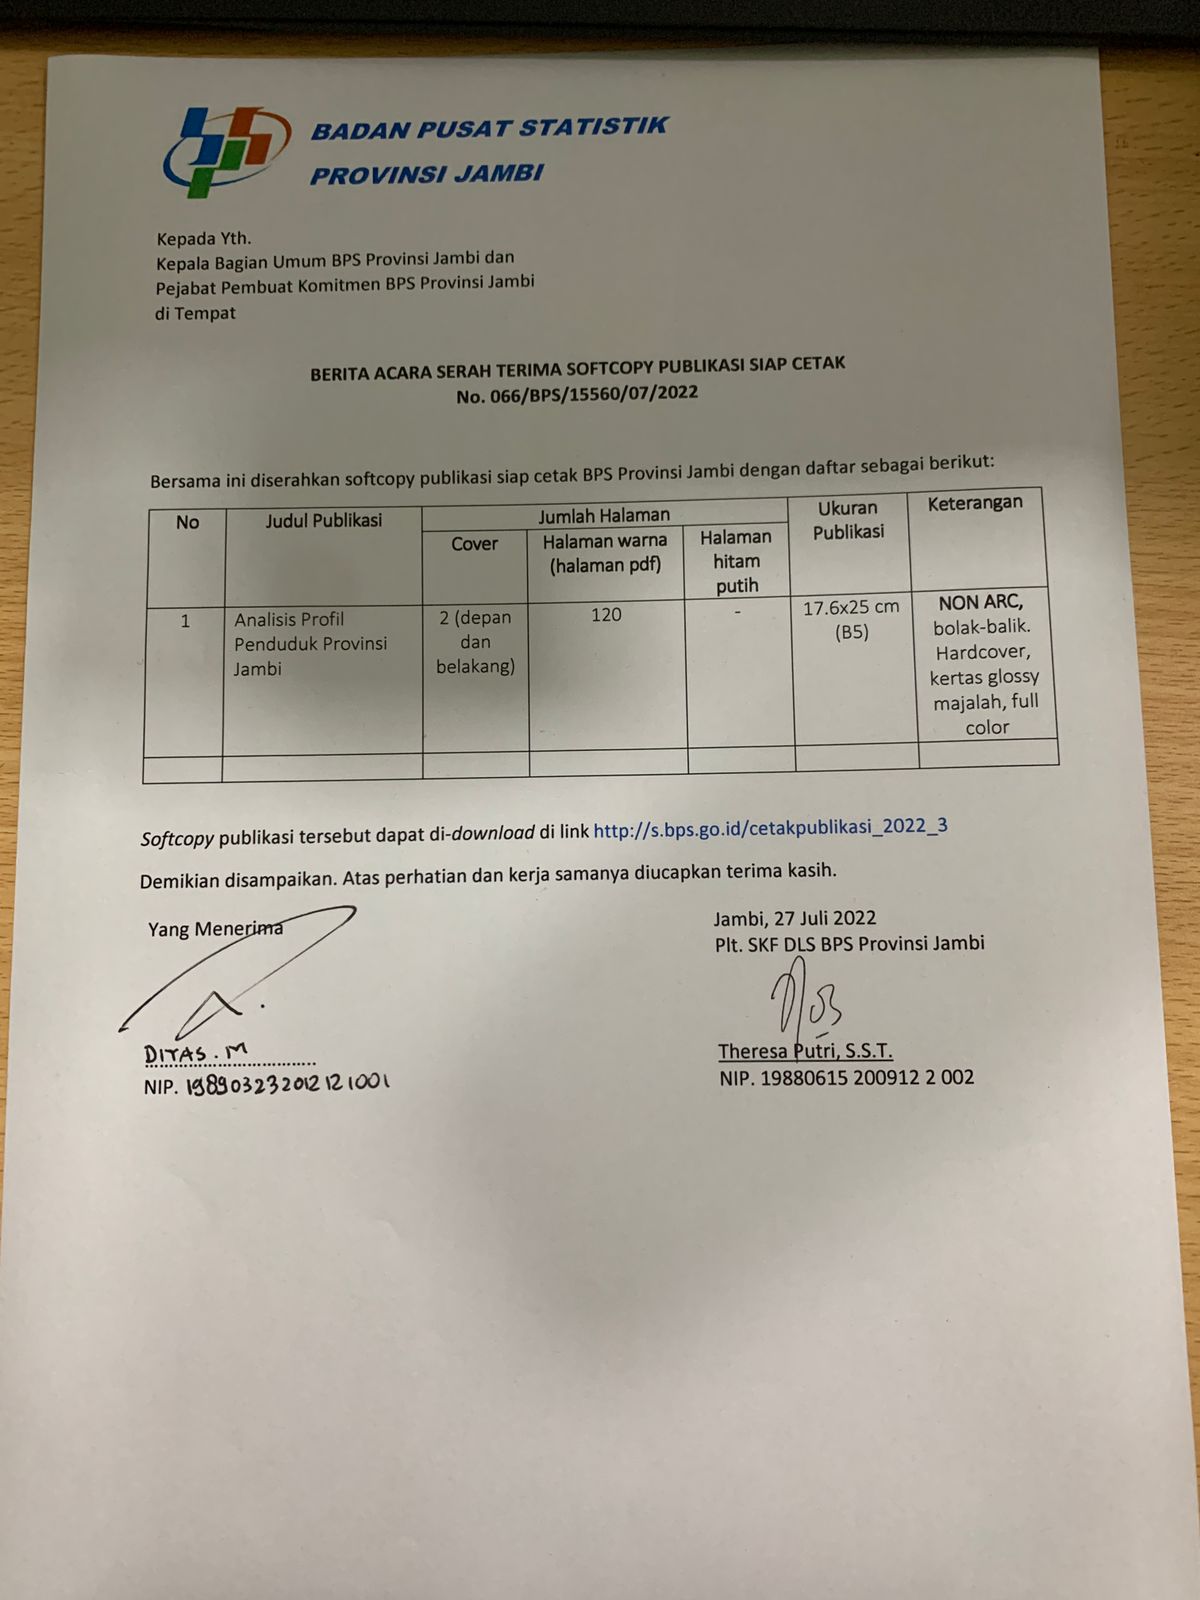 BADAN PUSAT STATISTIK
PROVINSI JAMBI
Kepada Yth.
Kepala Bagian Umum BPS Provinsi Jambi dan
Pejabat Pembuat Komitmen BPS Provinsi Jambi
di Tempat
BERITA ACARA SERAH TERIMA SOFTCOPY PUBLIKASI SIAP CETAK
No. 066/BPS/15560/07/2022
Bersama ini diserahkan softcopy publikasi siap cetak BPS Provinsi Jambi dengan daftar sebagai berikut:
No
Judul Publikasi
Jumlah Halaman
Cover
Halaman warna
(halaman pdf)
Halaman
hitam
putih
Ukuran
Publikasi
Keterangan
1
Analisis Profil
Penduduk Provinsi
Jambi
2 (depan
dan
belakang)
120
-
17.6x25 cm
(B5)
NON ARC,
bolak-balik.
Hardcover,
kertas glossy
majalah, full
color
Softcopy publikasi tersebut dapat di-download di link http://s.bps.go.id/cetakpublikasi_2022_3
Demikian disampaikan. Atas perhatian dan kerja samanya diucapkan terima kasih.
Yang Menerima
DITAS . M
NIP. 198903232012121001
Jambi, 27 Juli 2022
Plt. SKF DLS BPS Provinsi Jambi
Theresa Putri, S.S.T.
NIP. 19880615 200912 2 002